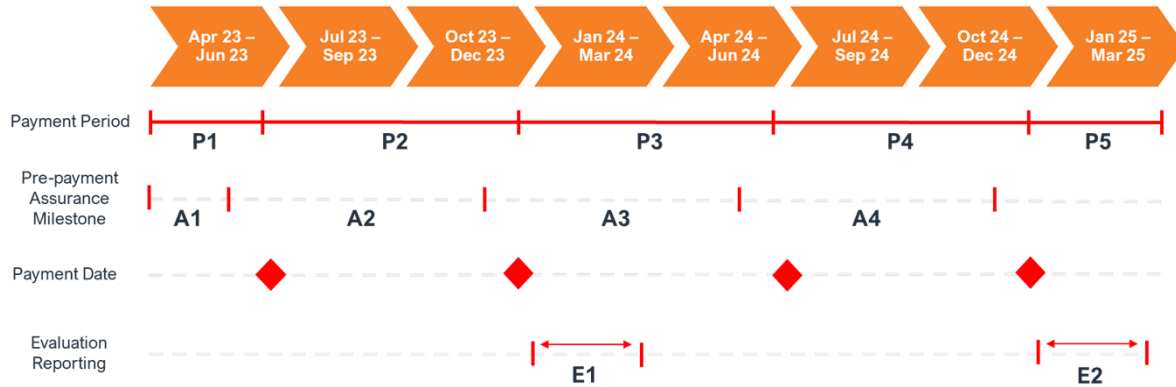 Apr 23 –
Jun 23
Jul 23 –
Sep 23
Oct 23 –
Dec 23
Jan 24 –
Mar 24
Apr 24 –
Jun 24
Jul 24 –
Sep 24
Oct 24 –
Dec 24
Jan 25 –
Mar 25
Payment Period
P1
P2
P3
P4
P5
Pre-payment
Assurance
Milestone
A1
A2
A3
A4
Payment Date
Evaluation
Reporting
E1
E2